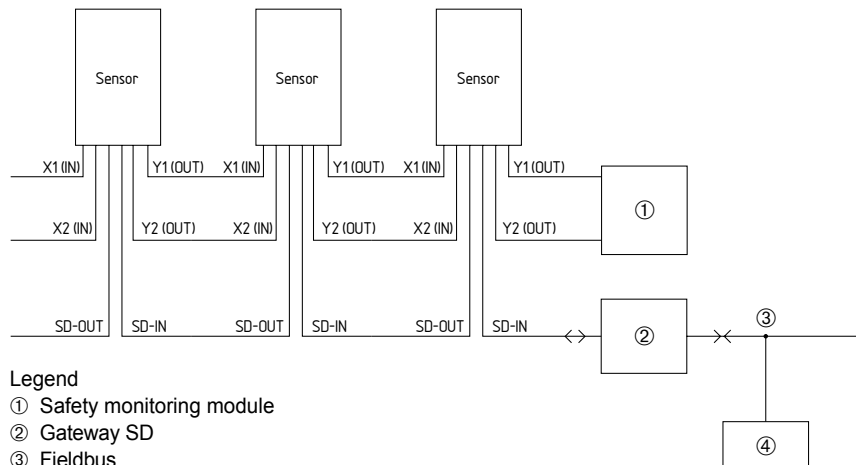 Sensor Sensor Sensor
X1(IN) Y1(OUT) X1(IN) Y1(OUT) X1(IN) Y1(OUT)
①
X2 (IN) Y2 (OUT) X2 (IN) Y2 (OUT) X2 (IN) Y2 (OUT)
③
SD-OUT SD-IN SD-OUT SD-IN SD-OUT SD-IN
②
Legend
① Safety monitoring module
② Gateway SD
③ Fieldbus
④